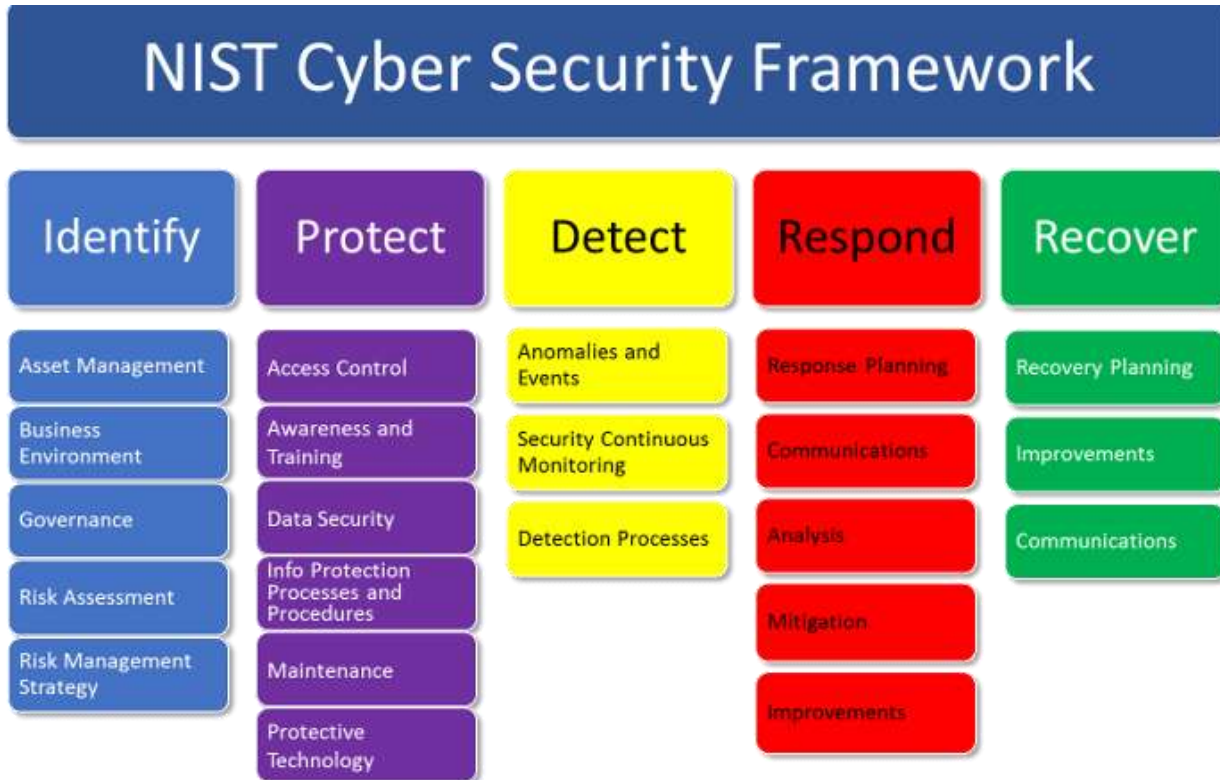 NIST Cyber Security Framework
Identify
Asset Management
Business
Environment
Governance
Risk Assessment
Risk Management
Strategy
Protect
Access Control
Awareness and
Training
Data Security
Info Protection
Processes and
Procedures
Maintenance
Protective
Technology
Detect
Anomalies and
Events
Security Continuous
Monitoring
Detection Processes
Respond
Response Planning
Communications
Analysis
Mitigation
Improvements
Recover
Recovery Planning
Improvements
Communications